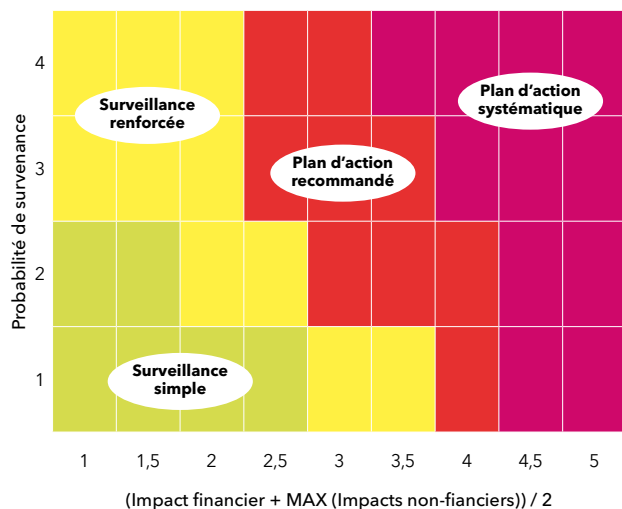 4
Surveillance
renforcée
Plan d’action
systématique
3
Plan d’action
recommandé
2
1
Surveillance
simple
Probabilité de survenance
1 1,5 2 2,5 3 3,5 4 4,5 5
(Impact financier + MAX (Impacts non-fianciers)) / 2